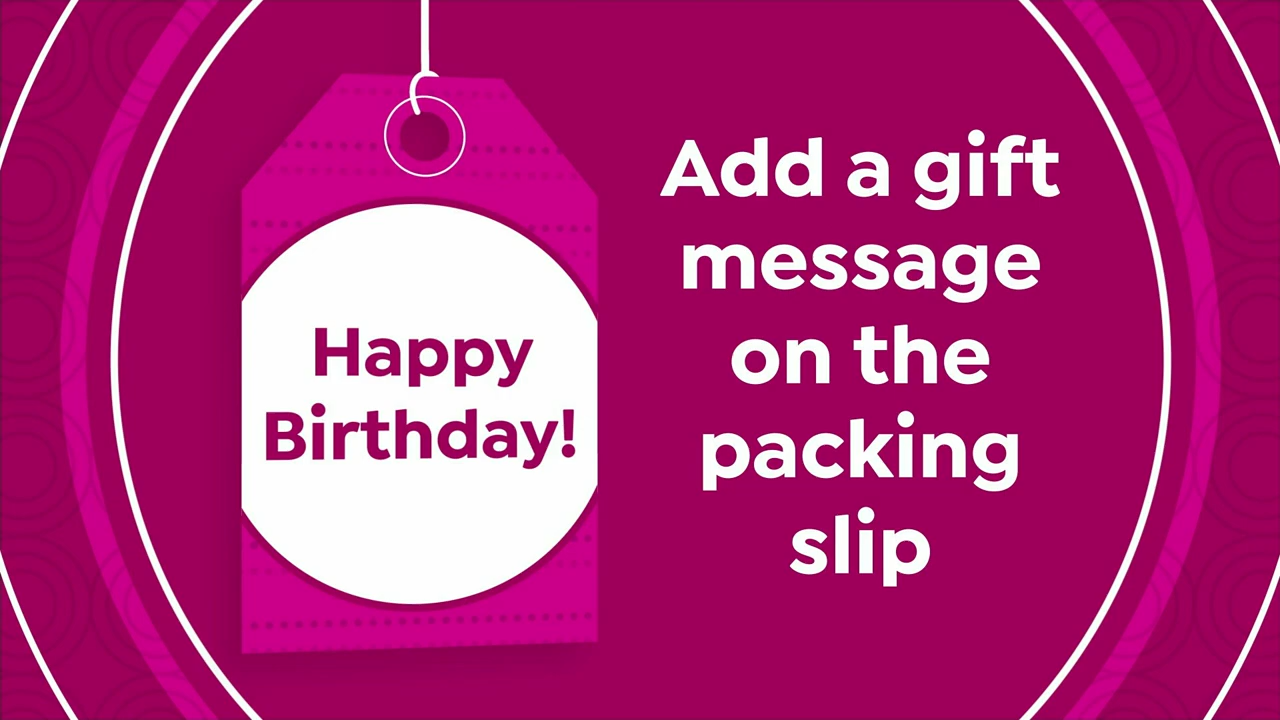 Happy
Birthday!
Add a gift
message
on the
packing
slip